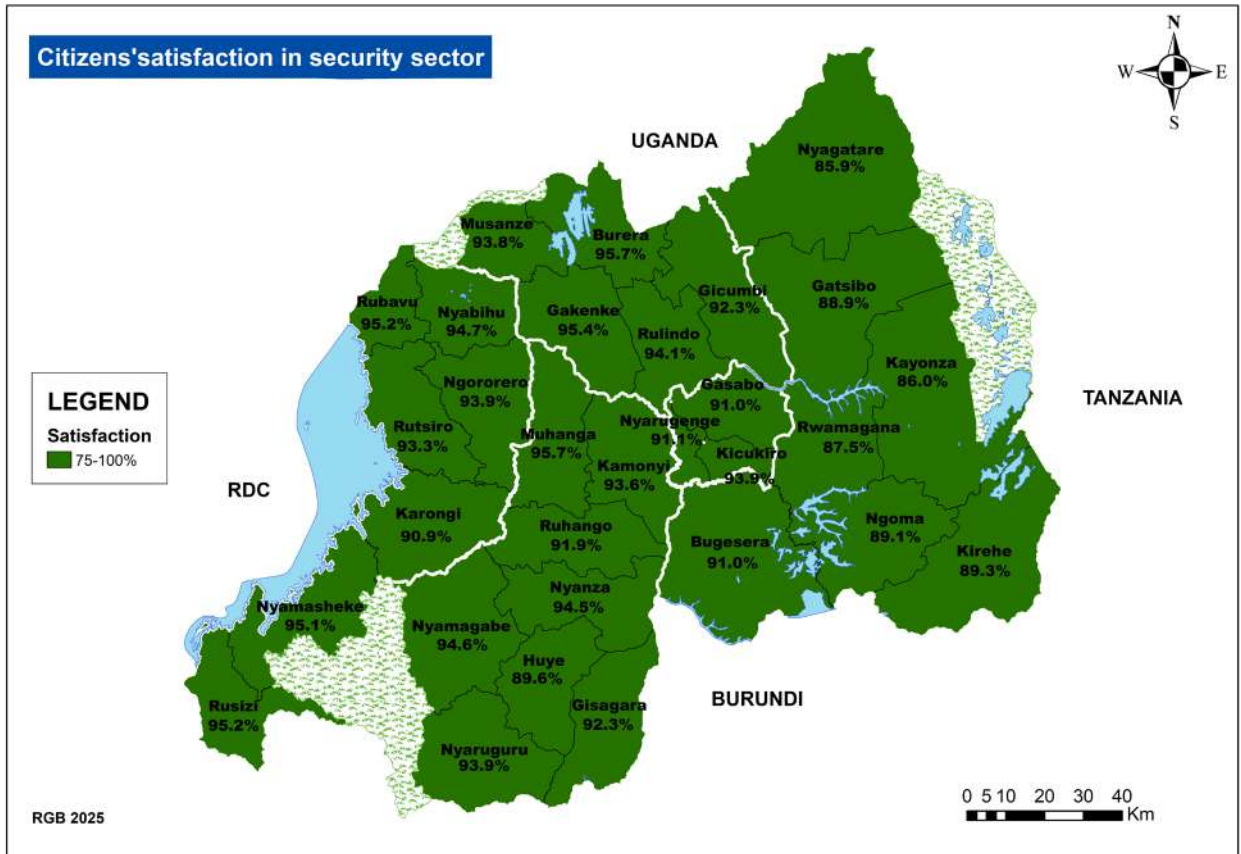 Citizens'satisfaction in security sector
N
W E
S
UGANDA
Nyagatare
85.9%
Musanze
93.8%
Burera
95.7%
Gicumbi
92.3%
Gatsibo
88.9%
Rubavu
95.2%
Nyabihu
94.7%
Gakenke
95.4%
Rulindo
94.1%
Kayonza
86.0%
Ngororero
93.9%
Gasabo
91.0%
TANZANIA
LEGEND
Satisfaction
75-100%
Rutsiro
93.3%
Muhanga
95.7%
Nyarugenge
91.1%
Rwamagana
87.5%
Kamonyi
93.6%
Kicukiro
93.9%
RDC
Karongi
90.9%
Ruhango
91.9%
Bugesera
91.0%
Ngoma
89.1%
Kirehe
89.3%
Nyamasheke
95.1%
Nyanza
94.5%
Nyamagabe
94.6%
Huye
89.6%
Rusizi
95.2%
Gisagara
92.3%
BURUNDI
Nyaruguru
93.9%
0 5 10 20 30 40
Km
RGB 2025